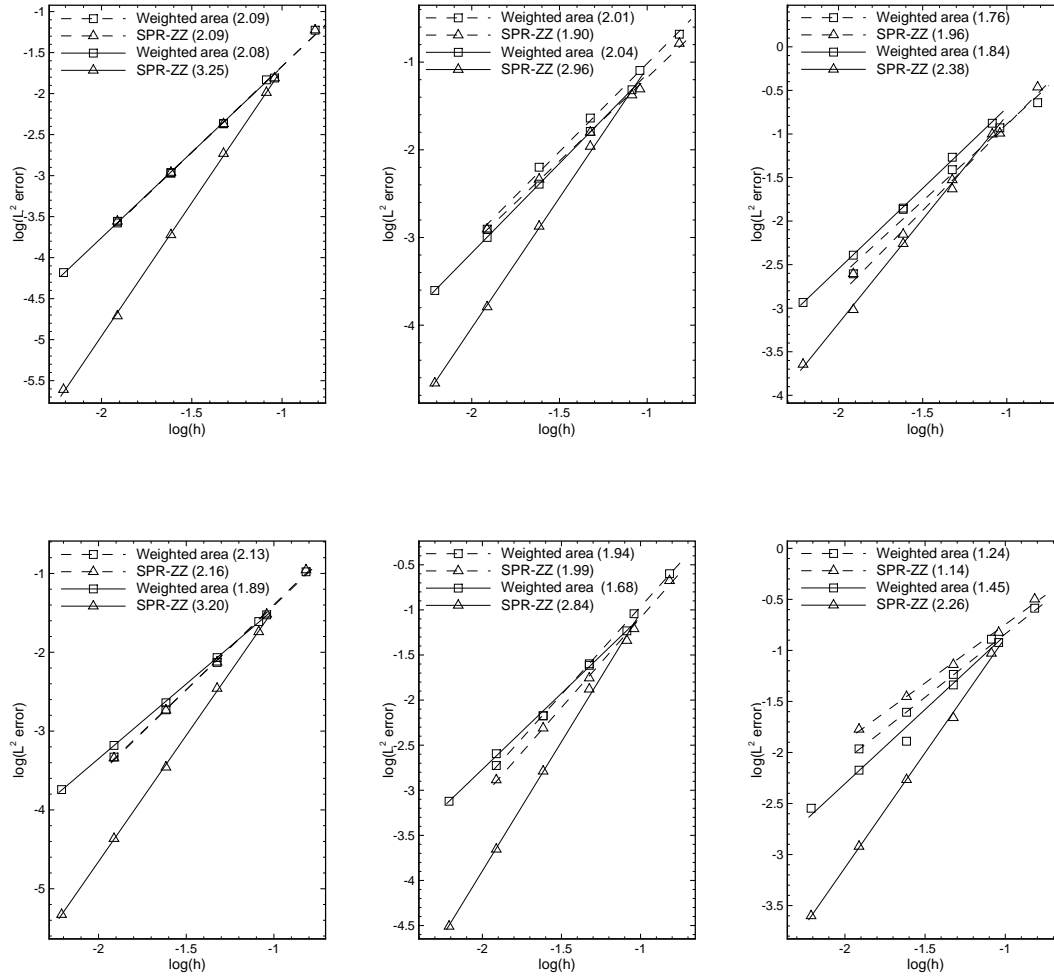 Weighted area (2.09)
SPR-ZZ (2.09)
Weighted area (2.08)
SPR-ZZ (3.25)
-1
-1.5
-2
-2.5
-3
-3.5
-4
-4.5
-5
-5.5
log(L² error)
-2 -1.5 -1
log(h)
Weighted area (2.01)
SPR-ZZ (1.90)
Weighted area (2.04)
SPR-ZZ (2.96)
-1
-2
-3
-4
log(L² error)
-2 -1.5 -1
log(h)
Weighted area (1.76)
SPR-ZZ (1.96)
Weighted area (1.84)
SPR-ZZ (2.38)
0
-0.5
-1
-1.5
-2
-2.5
-3
-3.5
-4
log(L² error)
-2 -1.5 -1
log(h)
Weighted area (2.13)
SPR-ZZ (2.16)
Weighted area (1.89)
SPR-ZZ (3.20)
-1
-2
-3
-4
-5
log(L² error)
-2 -1.5 -1
log(h)
Weighted area (1.94)
SPR-ZZ (1.99)
Weighted area (1.68)
SPR-ZZ (2.84)
-0.5
-1
-1.5
-2
-2.5
-3
-3.5
-4
-4.5
log(L² error)
-2 -1.5 -1
log(h)
Weighted area (1.24)
SPR-ZZ (1.14)
Weighted area (1.45)
SPR-ZZ (2.26)
0
-0.5
-1
-1.5
-2
-2.5
-3
-3.5
log(L² error)
-2 -1.5 -1
log(h)